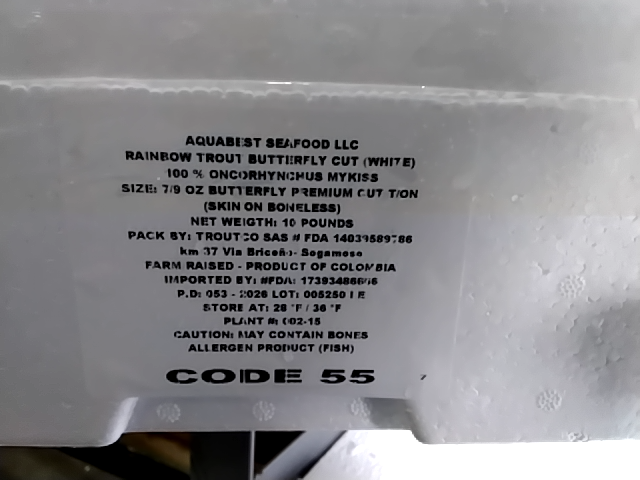 AQUABEST SEAFOOD LLC
RAINBOW TROUT BUTTERFLY CUT (WHITE)
100 % ONCORHYNCHUS MYKISS
SIZE: 7/9 OZ BUTTERFLY PREMIUM CUT T/ON
(SKIN ON BONELESS)
NET WEIGTH: 10 POUNDS
PACK BY: TROUTCO SAS # FDA 14039589786
km 37 Via Briceño- Sogamoso
FARM RAISED - PRODUCT OF COLOMBIA
IMPORTED BY: #FDA:
P.D: 053 - 2026 LOT:
STORE AT: 28 °F / 36 °F
PLANT #: 002-15
CAUTION: MAY CONTAIN BONES
ALLERGEN PRODUCT (FISH)
CODE 55